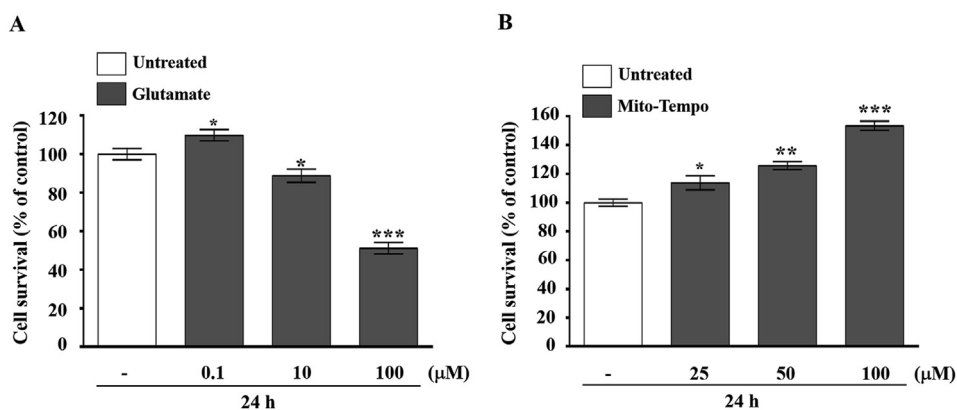 A
Untreated
Glutamate
Cell survival (% of control)
120
100
80
60
40
20
0
*
*
***
- 0.1 10 100 (μM)
24 h
B
Untreated
Mito-Tempo
Cell survival (% of control)
160
140
120
100
80
60
40
20
0
*
**
***
- 25 50 100 (μM)
24 h